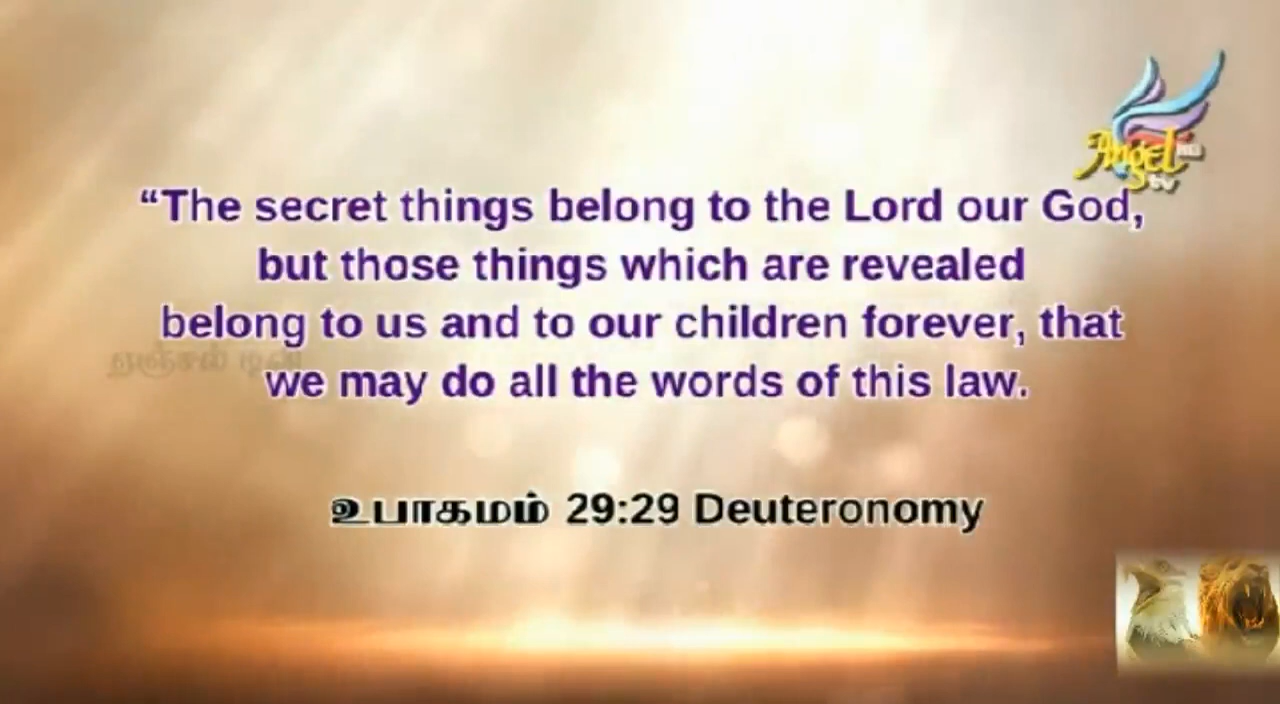 Angel
HD
tv
“The secret things belong to the Lord our God,
but those things which are revealed
belong to us and to our children forever, that
we may do all the words of this law.
உபாகமம் 29:29 Deuteronomy